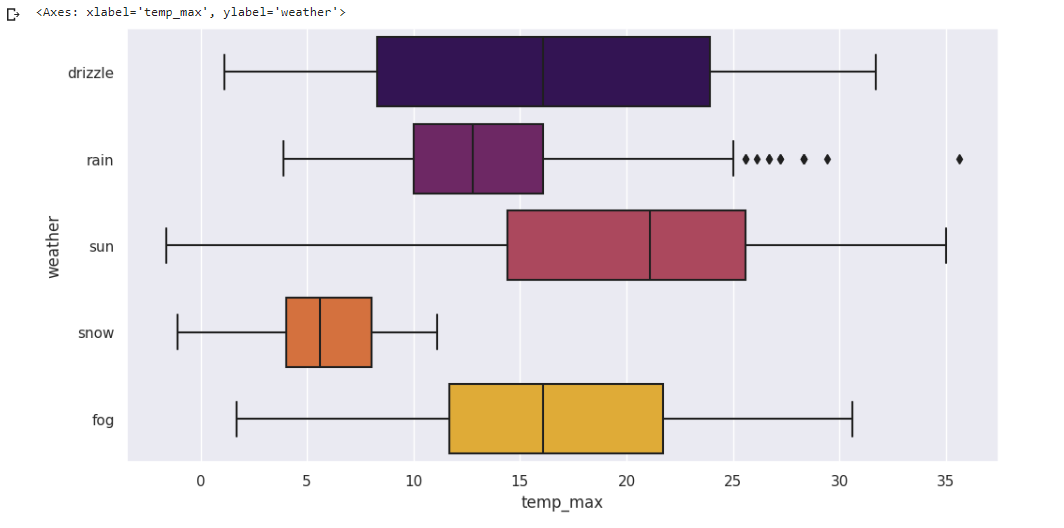 <Axes: xlabel='temp_max', ylabel='weather'>
drizzle
rain
sun
snow
fog
weather
0 5 10 15 20 25 30 35
temp_max